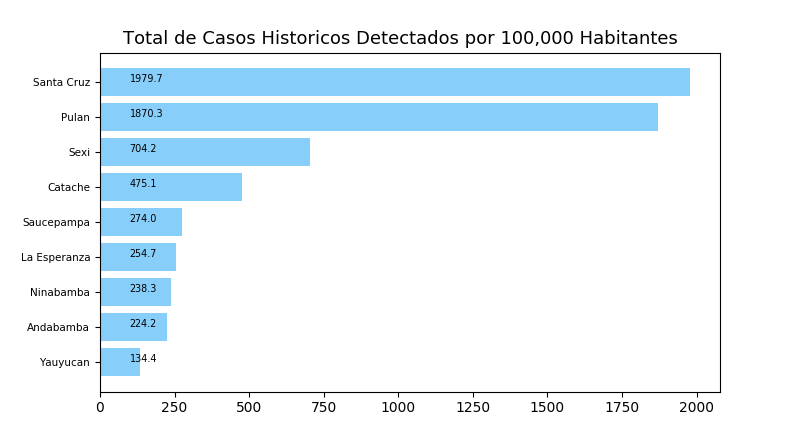 Total de Casos Historicos Detectados por 100,000 Habitantes
Santa Cruz 1979.7
Pulan 1870.3
Sexi 704.2
Catache 475.1
Saucepampa 274.0
La Esperanza 254.7
Ninabamba 238.3
Andabamba 224.2
Yauyucan 134.4
0 250 500 750 1000 1250 1500 1750 2000